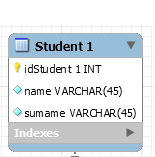 Student 1
idStudent 1 INT
name VARCHAR(45)
surname VARCHAR(45)
Indexes